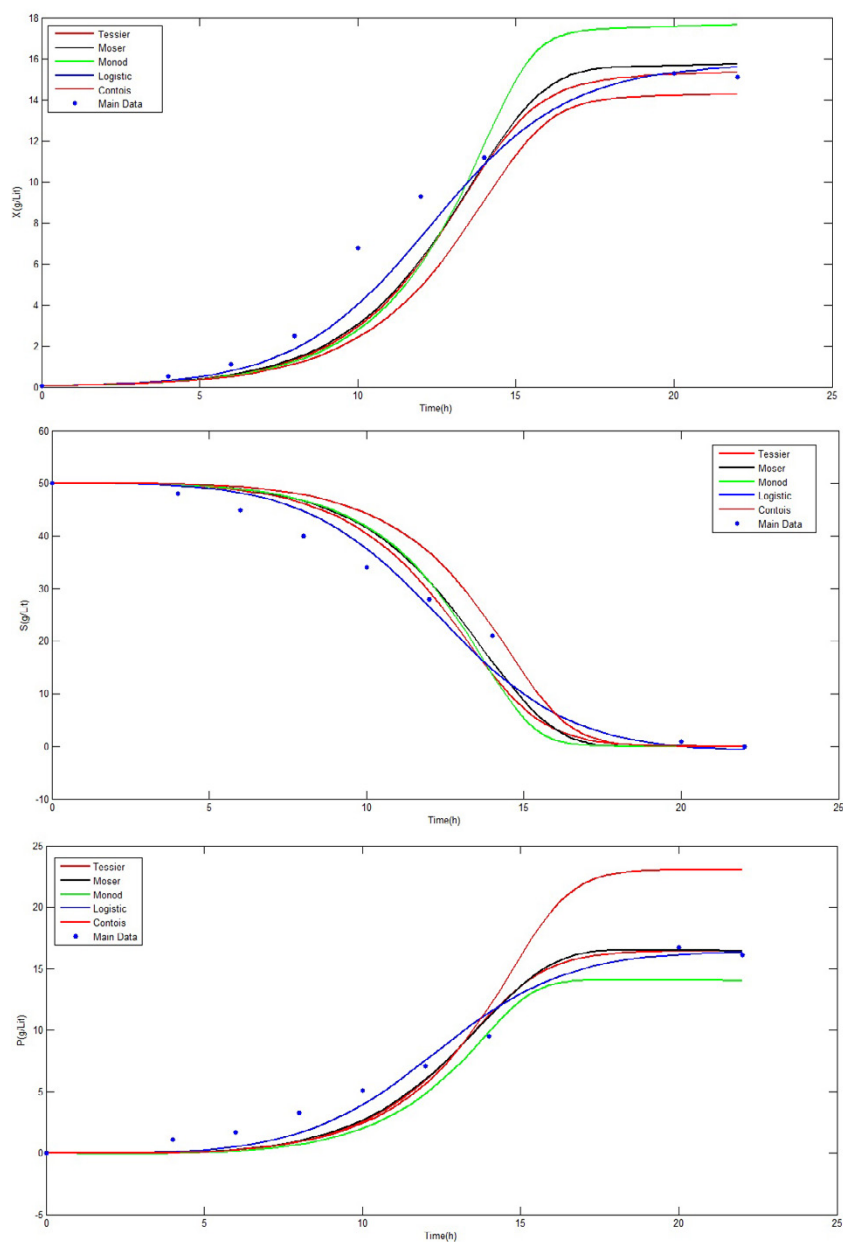 18
16
14
12
10
8
6
4
2
0
X(g/Lit)
Tessier
Moser
Monod
Logistic
Contois
Main Data
0 5 10 15 20 25
Time(h)
60
50
40
30
20
10
0
-10
S(g/Lit)
Tessier
Moser
Monod
Logistic
Contois
Main Data
0 5 10 15 20 25
Time(h)
25
20
15
10
5
0
-5
P(g/Lit)
Tessier
Moser
Monod
Logistic
Contois
Main Data
0 5 10 15 20 25
Time(h)